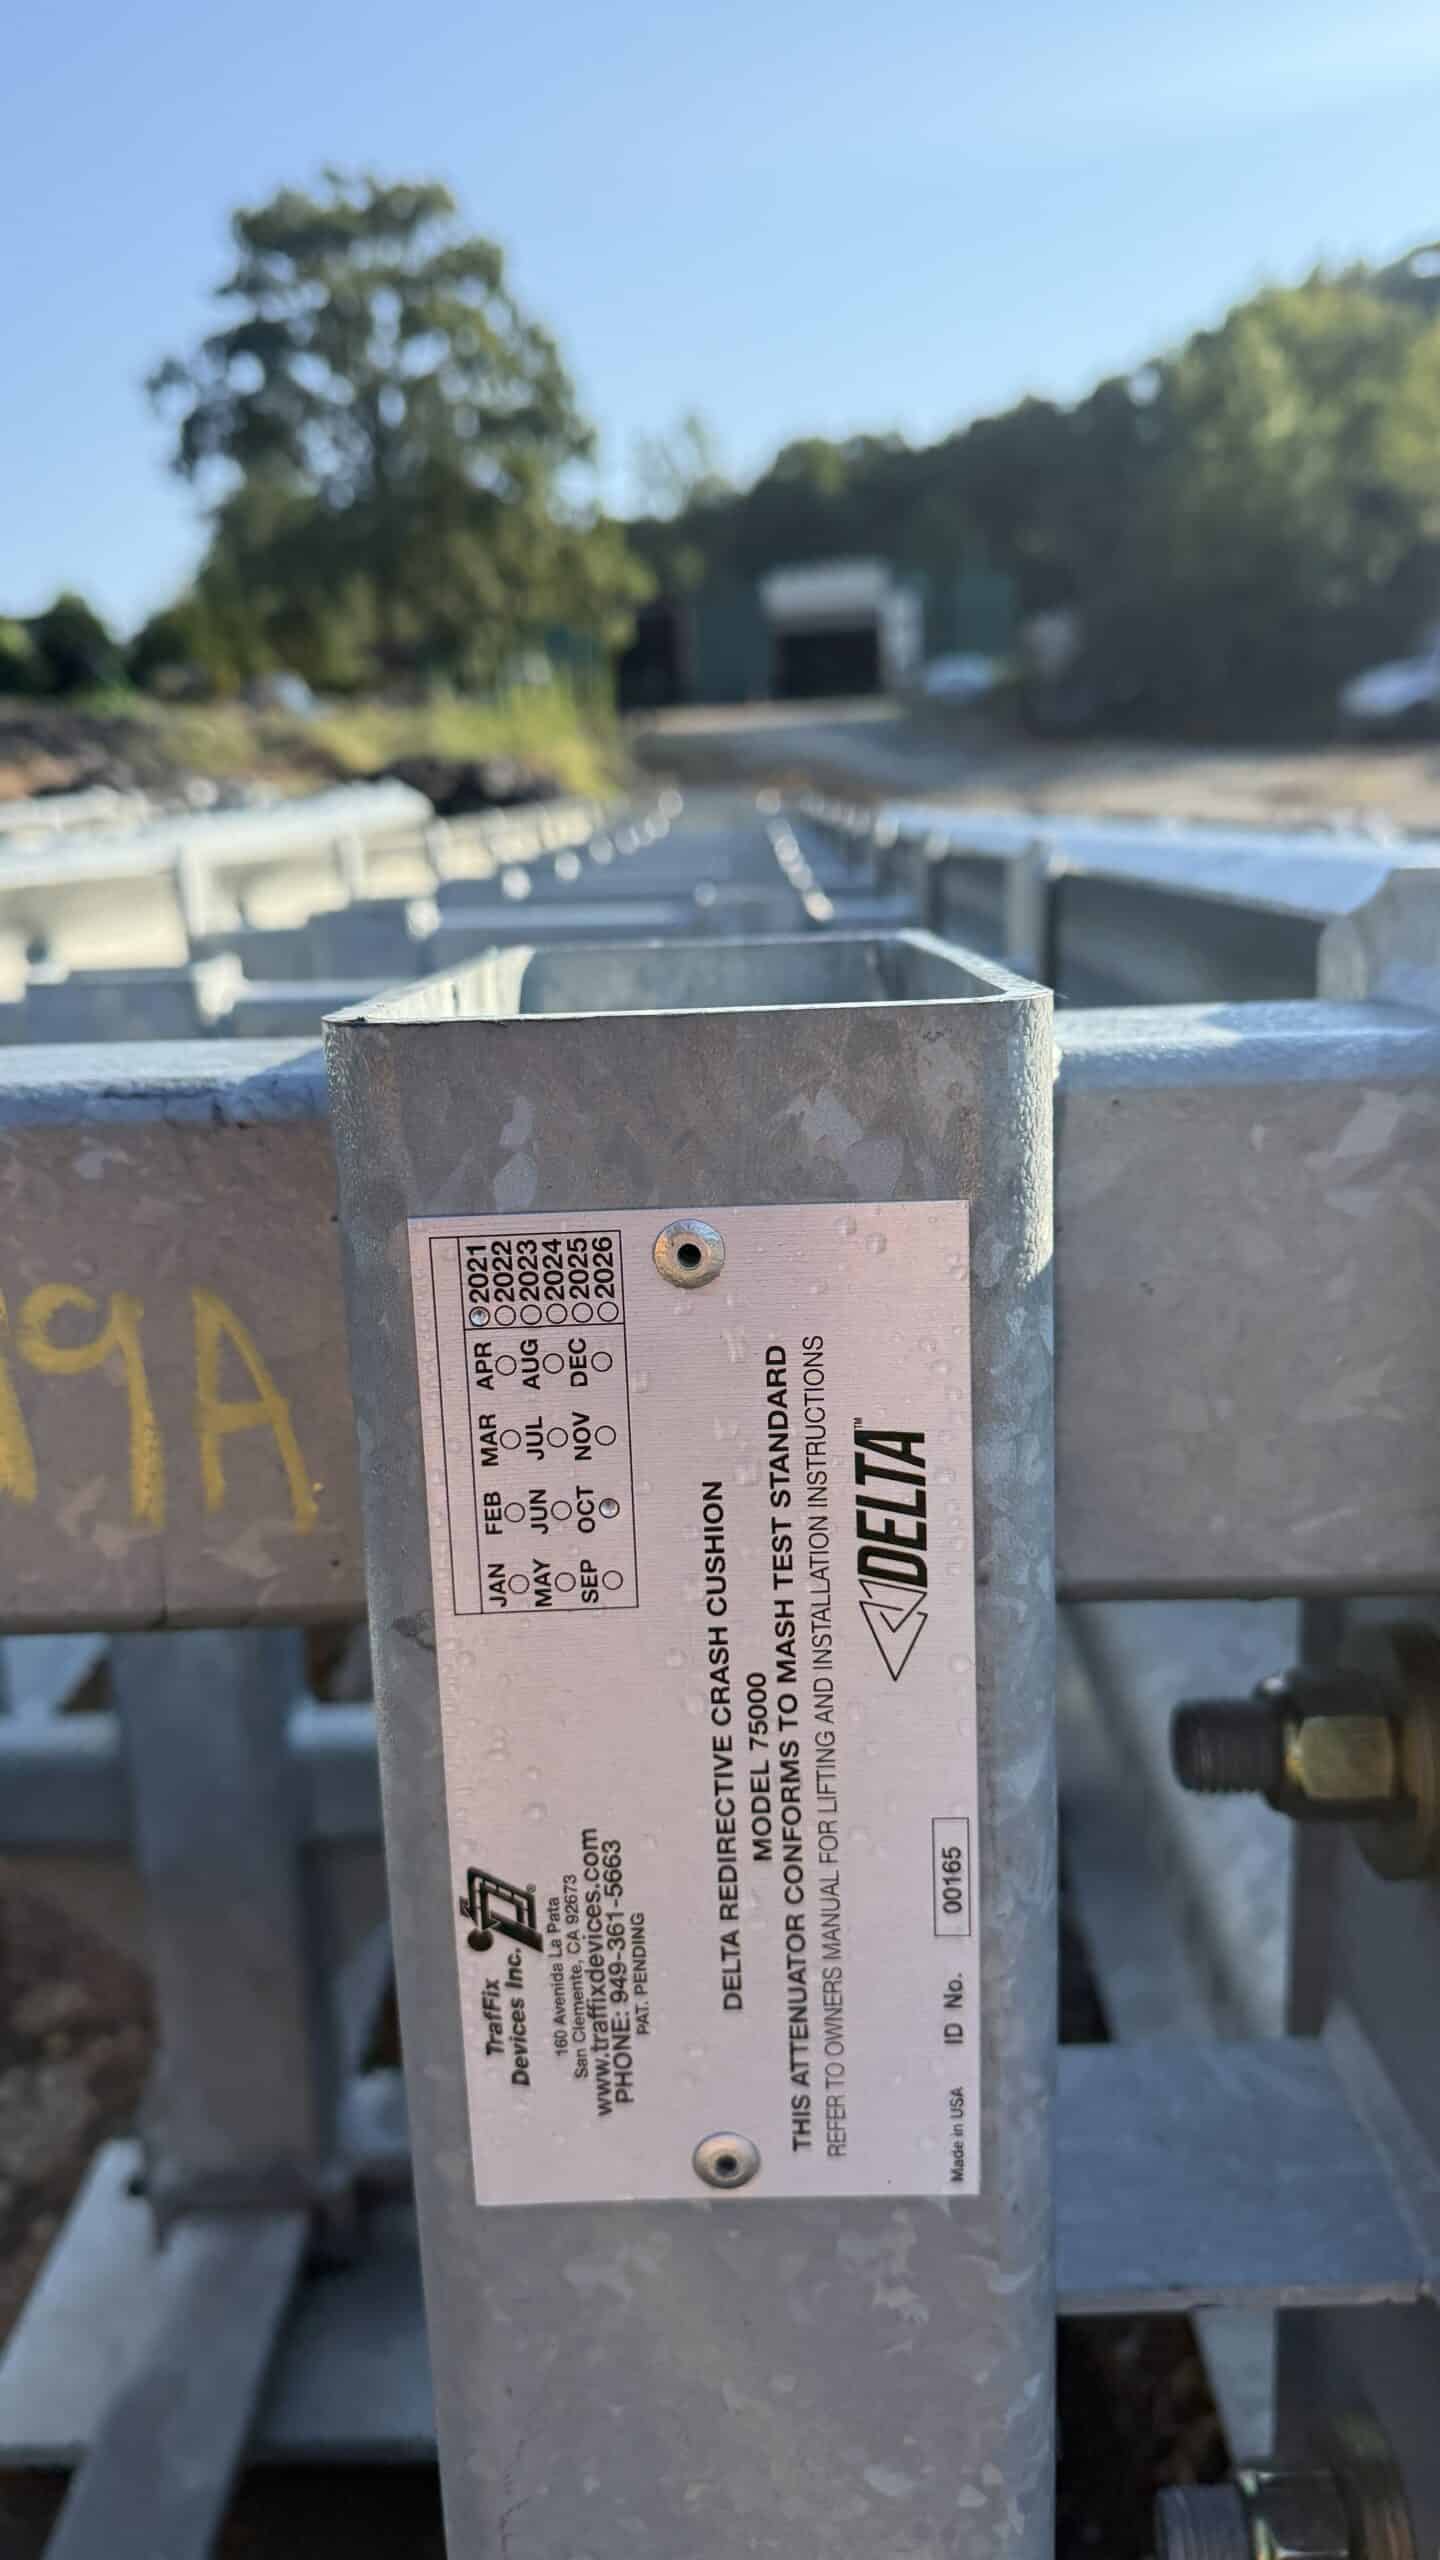 TrafFix
Devices Inc.
160 Avenida La Pata
San Clemente, CA 92673
www.traffixdevices.com
PHONE: 949-361-5663
PAT. PENDING
JAN FEB MAR APR
MAY JUN JUL AUG
SEP OCT NOV DEC
2021
2022
2023
2024
2025
2026
DELTA REDIRECTIVE CRASH CUSHION
MODEL 75000
THIS ATTENUATOR CONFORMS TO MASH TEST STANDARD
REFER TO OWNERS MANUAL FOR LIFTING AND INSTALLATION INSTRUCTIONS
DELTA™
Made in USA ID No. 00165
9A